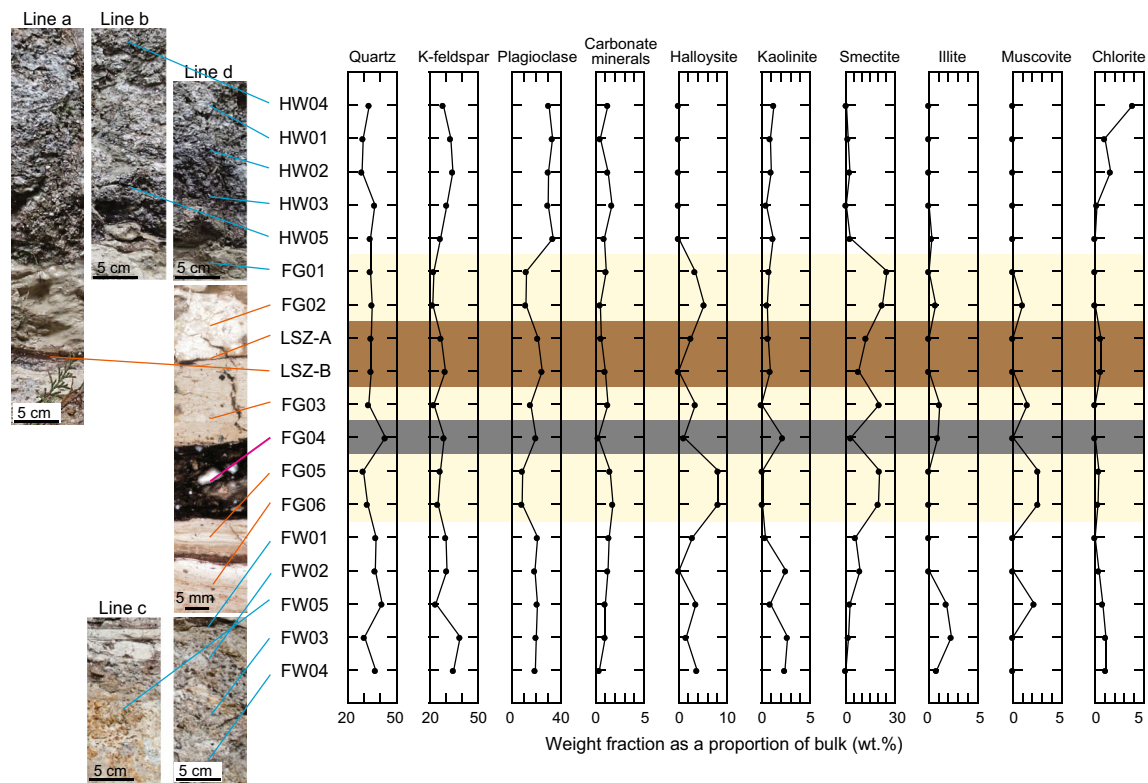 Line a
Line b
Line d
Quartz
K-feldspar
Plagioclase
Carbonate
minerals
Halloysite
Kaolinite
Smectite
Illite
Muscovite
Chlorite
HW04
HW01
HW02
HW03
HW05
FG01
FG02
LSZ-A
LSZ-B
FG03
FG04
FG05
FG06
FW01
FW02
FW05
FW03
FW04
5 cm
5 cm
5 cm
5 mm
Line c
5 cm
5 cm
20 50 20 50 0 40 0 5 0 10 0 5 0 30 0 5 0 5 0 5
Weight fraction as a proportion of bulk (wt.%)